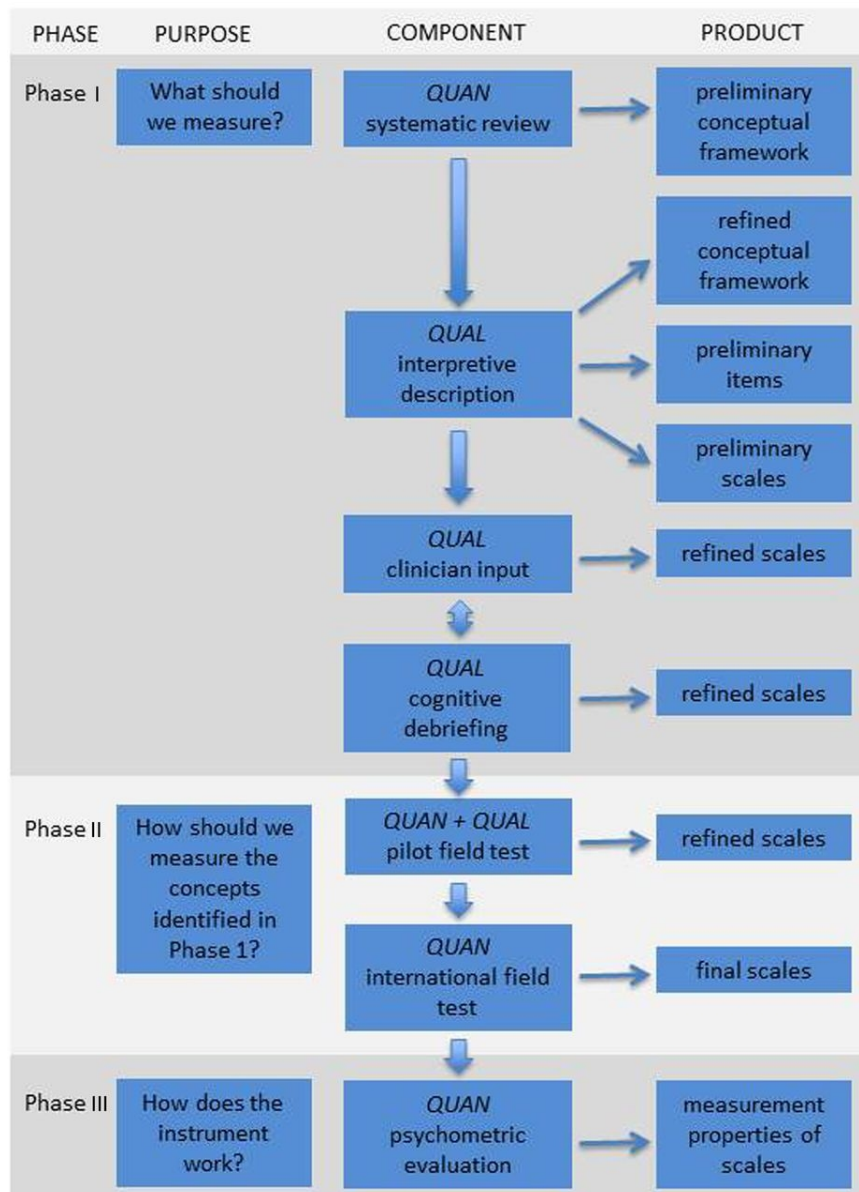 PHASE PURPOSE COMPONENT PRODUCT
Phase I
What should
we measure?
QUAN
systematic review
preliminary
conceptual
framework
refined
conceptual
framework
QUAL
interpretive
description
preliminary
items
preliminary
scales
QUAL
clinician input
refined scales
QUAL
cognitive
debriefing
refined scales
Phase II
How should we
measure the
concepts
identified in
Phase 1?
QUAN + QUAL
pilot field test
refined scales
QUAN
international field
test
final scales
Phase III
How does the
instrument
work?
QUAN
psychometric
evaluation
measurement
properties of
scales